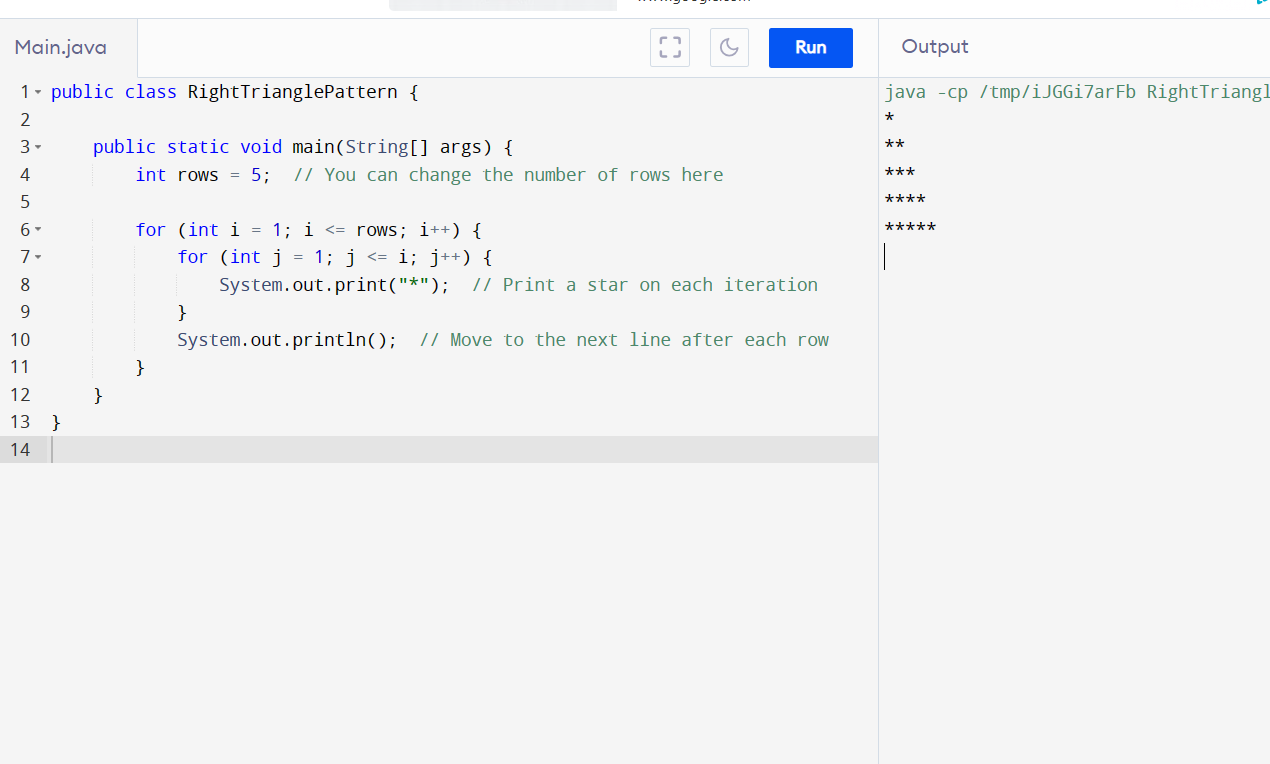 Main.java
Run
Output
1 public class RightTrianglePattern {
2
3     public static void main(String[] args) {
4         int rows = 5;  // You can change the number of rows here
5
6         for (int i = 1; i <= rows; i++) {
7             for (int j = 1; j <= i; j++) {
8                 System.out.print("*");  // Print a star on each iteration
9             }
10             System.out.println();  // Move to the next line after each row
11         }
12     }
13 }
14
java -cp /tmp/iJGGi7arFb RightTriangl
*
**
***
****
*****